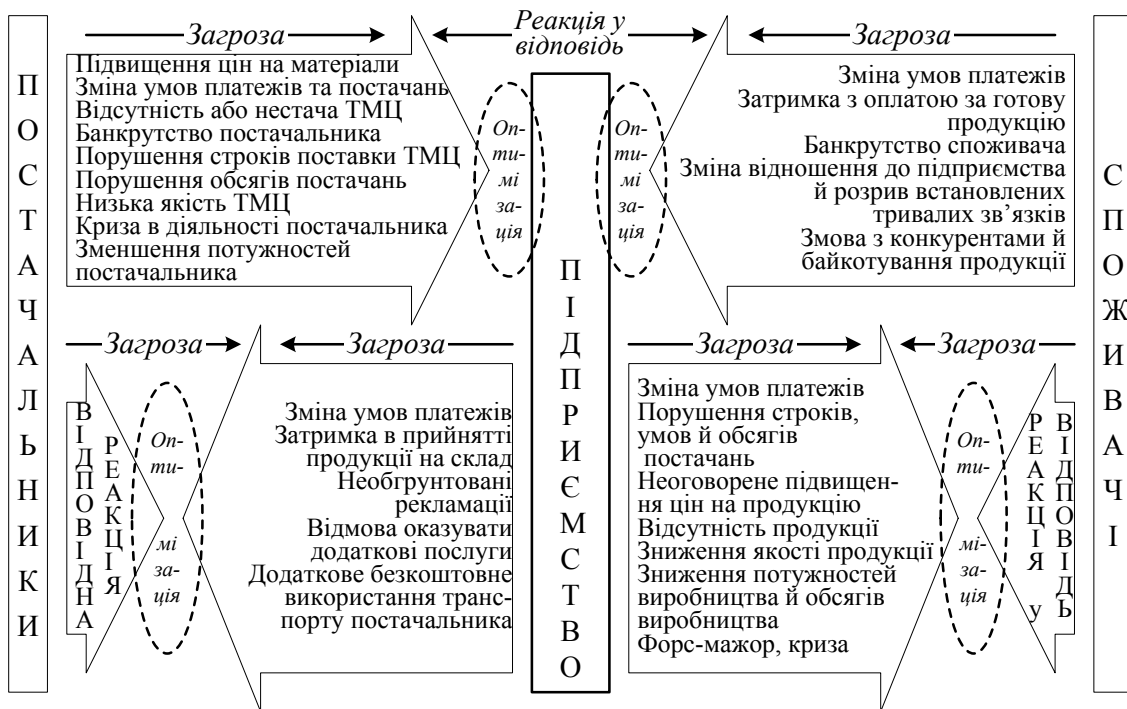 ПОСТАЧАЛЬНИКИ
Загроза
Підвищення цін на матеріали
Зміна умов платежів та постачань
Відсутність або нестача ТМЦ
Банкрутство постачальника
Порушення строків поставки ТМЦ
Порушення обсягів постачань
Низька якість ТМЦ
Криза в діяльності постачальника
Зменшення потужностей
постачальника
Оп-
ти-
мі
за-
ція
Реакція у
відповідь
ПІДПРИЄМСТВО
Оп-
ти-
мі
за-
ція
Загроза
Зміна умов платежів
Затримка з оплатою за готову
продукцію
Банкрутство споживача
Зміна відношення до підприємства
й розрив встановлених
тривалих зв’язків
Змова з конкурентами й
байкотування продукції
СПОЖИВАЧІ
Загроза
ВІДПОВІДНА
РЕАКЦІЯ
Оп-
ти-
мі
за-
ція
Загроза
Зміна умов платежів
Затримка в прийнятті
продукції на склад
Необгрунтовані
рекламації
Відмова оказувати
додаткові послуги
Додаткове безкоштовне
використання транс-
порту постачальника
Загроза
Зміна умов платежів
Порушення строків,
умов й обсягів
постачань
Неоговорене підвищен-
ня цін на продукцію
Відсутність продукції
Зниження якості продукції
Зниження потужностей
виробництва й обсягів
виробництва
Форс-мажор, криза
Загроза
Оп-
ти-
мі-
за-
ція
РЕАКЦІЯ у
ВІДПОВІДЬ